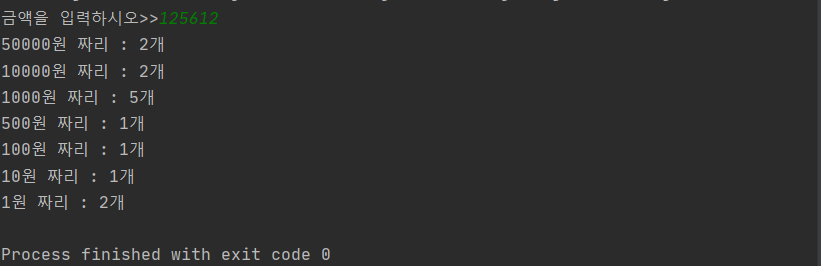 금액을 입력하시오>>125612
50000원 짜리 : 2개
10000원 짜리 : 2개
1000원 짜리 : 5개
500원 짜리 : 1개
100원 짜리 : 1개
10원 짜리 : 1개
1원 짜리 : 2개
Process finished with exit code 0